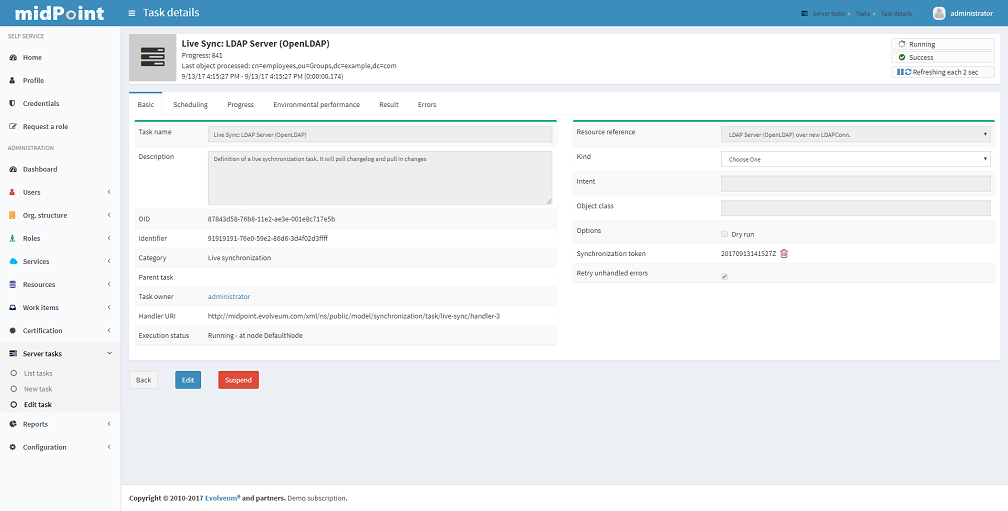 midPoint
Task details
Server tasks
Tasks
Task details
administrator
SELF SERVICE
Home
Profile
Credentials
Request a role
ADMINISTRATION
Dashboard
Users
Org. structure
Roles
Services
Resources
Work items
Certification
Server tasks
List tasks
New task
Edit task
Reports
Configuration
Live Sync: LDAP Server (OpenLDAP)
Progress: 841
Last object processed: cn=employees,ou=Groups,dc=example,dc=com
9/13/17 4:15:27 PM - 9/13/17 4:15:27 PM (0:00:00.174)
Running
Success
Refreshing each 2 sec
Basic Scheduling Progress Environmental performance Result Errors
Task name Live Sync: LDAP Server (OpenLDAP)
Description Definition of a live sychnronization task. It will poll changelog and pull in changes
OID 87843d58-76b8-11e2-ae3e-001e8c717e5b
Identifier 91919191-76e0-59e2-86d6-3d4f02d3ffff
Category Live synchronization
Parent task
Task owner administrator
Handler URI http://midpoint.evolveum.com/xml/ns/public/model/synchronization/task/live-sync/handler-3
Execution status Running - at node DefaultNode
Resource reference LDAP Server (OpenLDAP) over new LDAPConn.
Kind Choose One
Intent
Object class
Options Dry run
Synchronization token 20170913141527Z
Retry unhandled errors
Back Edit Suspend
Copyright © 2010-2017 Evolveum® and partners. Demo subscription.